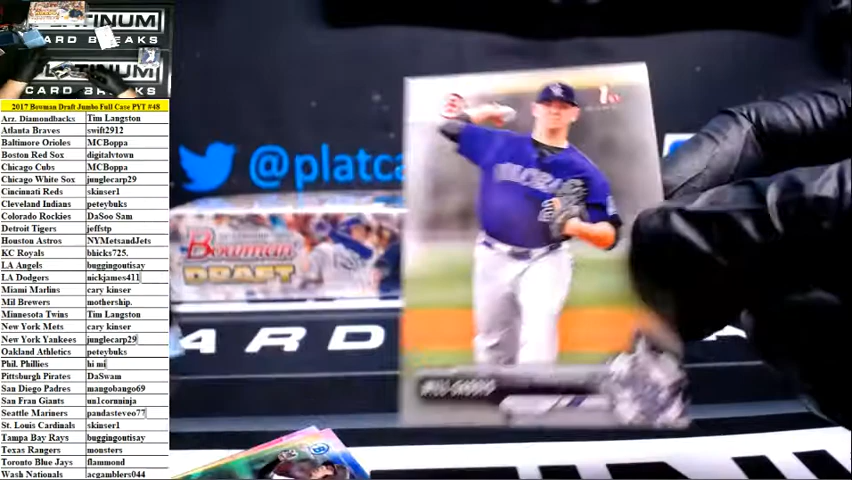 PLATINUM
CARD BREAKS
PLATINUM
CARD BREAKS
2017 Bowman Draft Jumbo Full Case PYT #48
Arz. Diamondbacks Tim Langston
Atlanta Braves swift2912
Baltimore Orioles MCBoppa
Boston Red Sox digitalytown
Chicago Cubs MCBoppa
Chicago White Sox junglecarp29
Cincinnati Reds skinser1
Cleveland Indians peteybuks
Colorado Rockies DaSoo Sam
Detroit Tigers jeffstp
Houston Astros NYMetsandJets
KC Royals bhicks725.
LA Angels buggingoutisay
LA Dodgers nickjames411
Miami Marlins cary kinser
Mil Brewers mothership.
Minnesota Twins Tim Langston
New York Mets cary kinser
New York Yankees junglecarp29
Oakland Athletics peteybuks
Phil. Phillies hi mi
Pittsburgh Pirates DaSwam
San Diego Padres mangobango69
San Fran Giants un1cornninja
Seattle Mariners pandasteveo77
St. Louis Cardinals skinser1
Tampa Bay Rays buggingoutisay
Texas Rangers monsters
Toronto Blue Jays flammond
Wash Nationals acgamblers044
@platca
Bowman
DRAFT
COLORADO
ARD